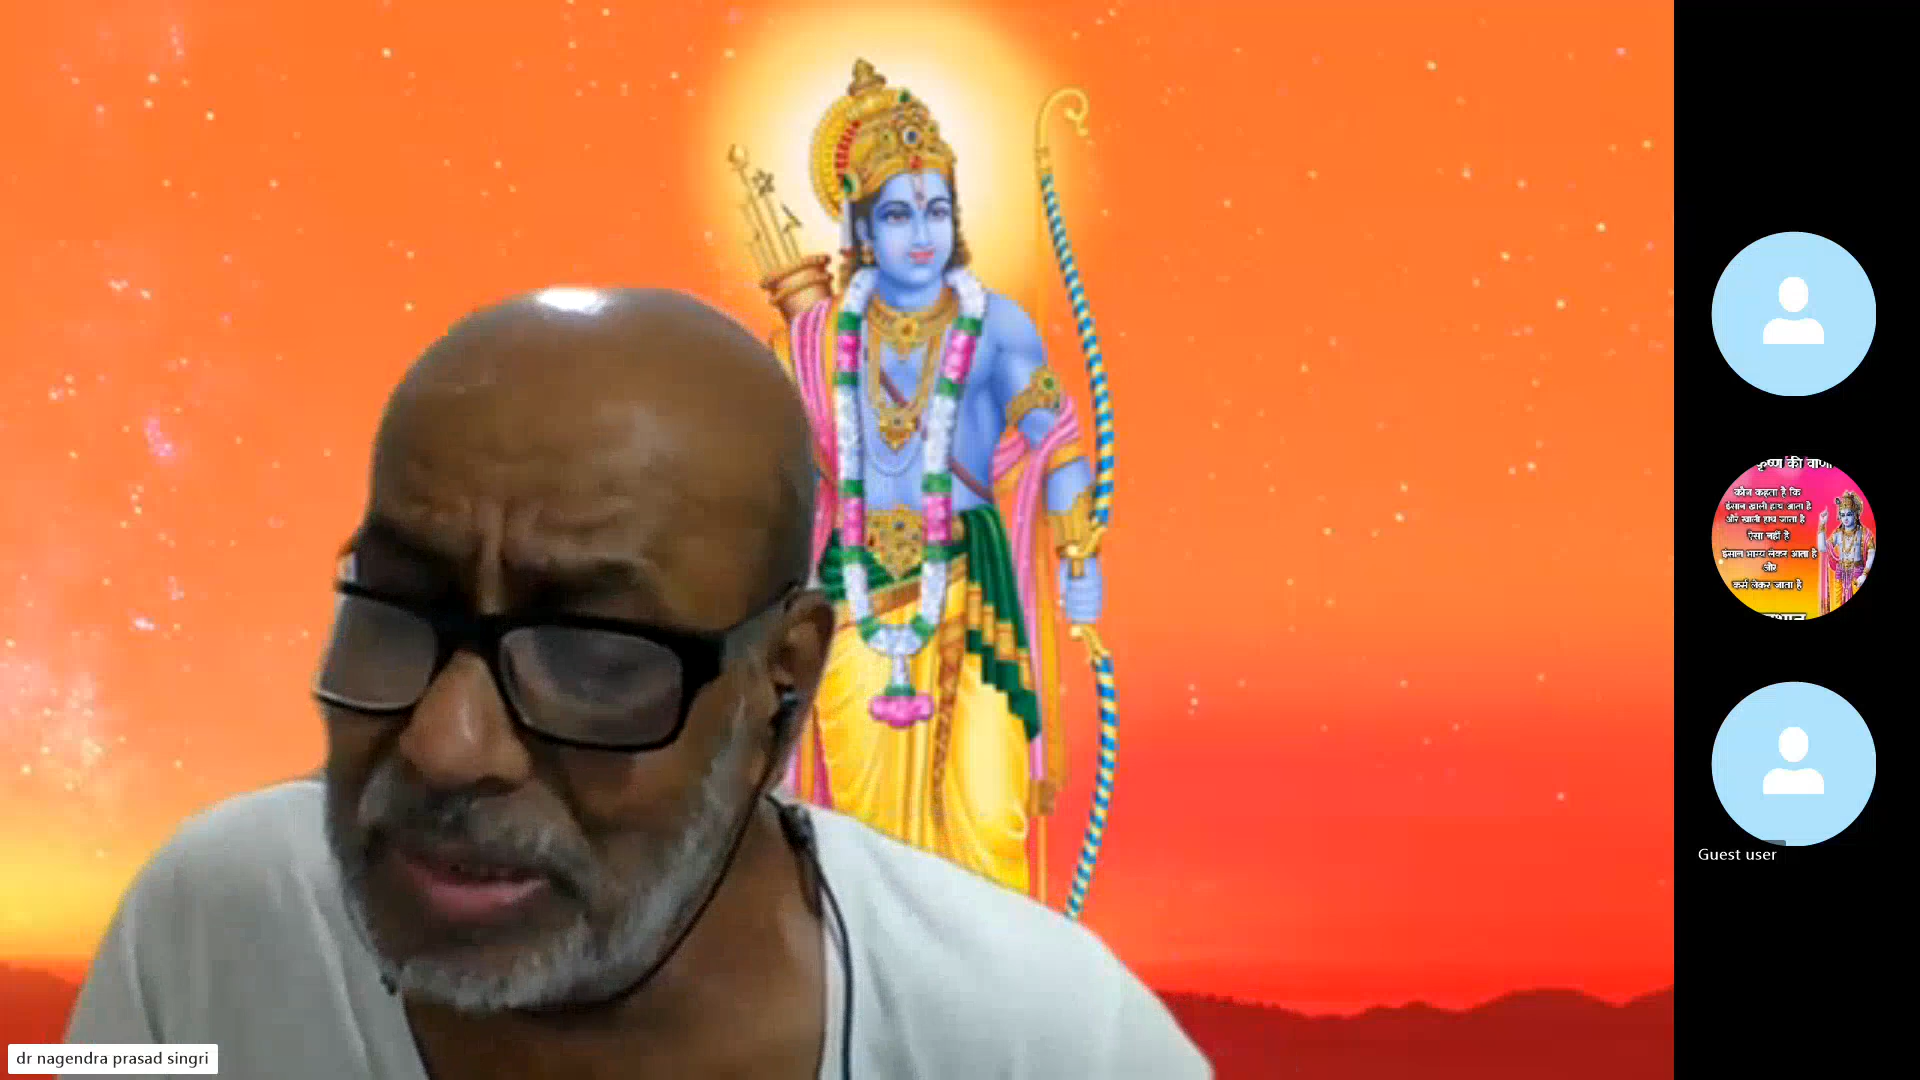 कृष्ण की वाणी
कौन कहता है कि
इंसान खाली हाथ आता है
और खाली हाथ जाता है
ऐसा नहीं है
इंसान भाग्य लेकर आता है
और
कर्म लेकर जाता है
Guest user
dr nagendra prasad singri